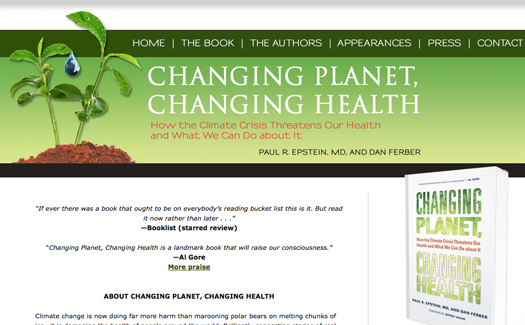 HOME | THE BOOK | THE AUTHORS | APPEARANCES | PRESS | CONTACT
CHANGING PLANET,
CHANGING HEALTH
How the Climate Crisis Threatens Our Health
and What We Can Do about It
PAUL R. EPSTEIN, MD, AND DAN FERBER
"If ever there was a book that ought to be on everybody's reading bucket list this is it. But read
it now rather than later . . ."
—Booklist (starred review)
"Changing Planet, Changing Health is a landmark book that will raise our consciousness."
—Al Gore
More praise
ABOUT CHANGING PLANET, CHANGING HEALTH
Climate change is now doing far more harm than marooning polar bears on melting chunks of
CHANGING
PLANET,
How the Climate Crisis Threatens Our
Health and What We Can Do about It
CHANGING
HEALTH
PAUL R. EPSTEIN, MD, AND DAN FERBER